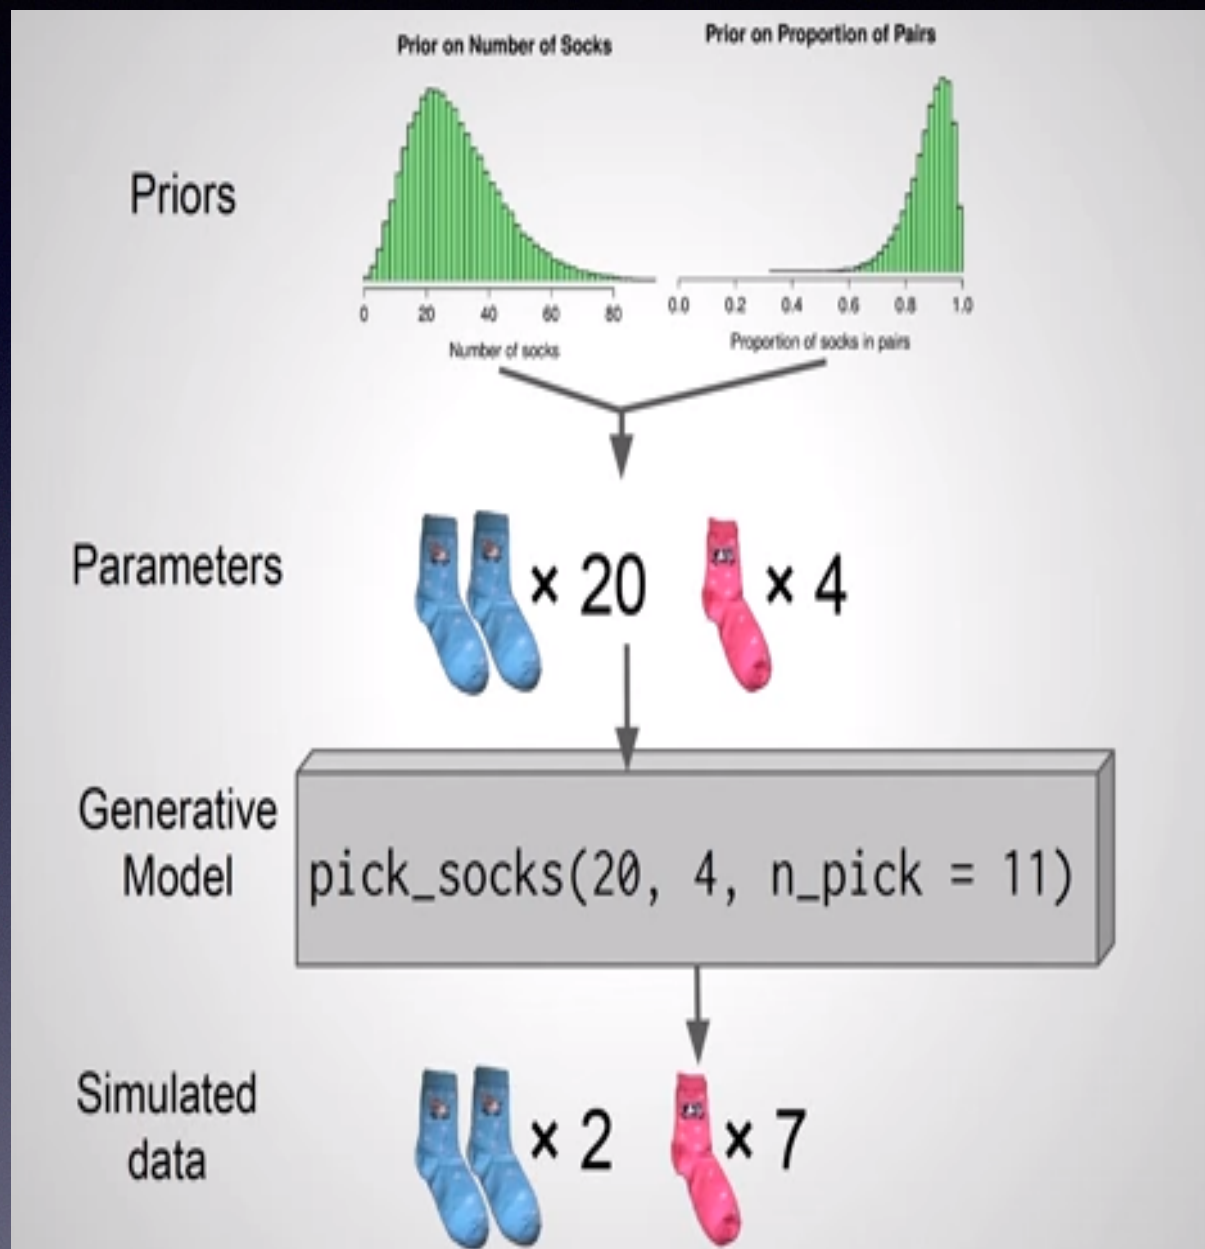 Prior on Number of Socks
Prior on Proportion of Pairs
Priors
0 20 40 60 80
0.0 0.2 0.4 0.6 0.8 1.0
Number of socks
Proportion of socks in pairs
Parameters
× 20
× 4
Generative
Model
pick_socks(20, 4, n_pick = 11)
Simulated
data
× 2
× 7